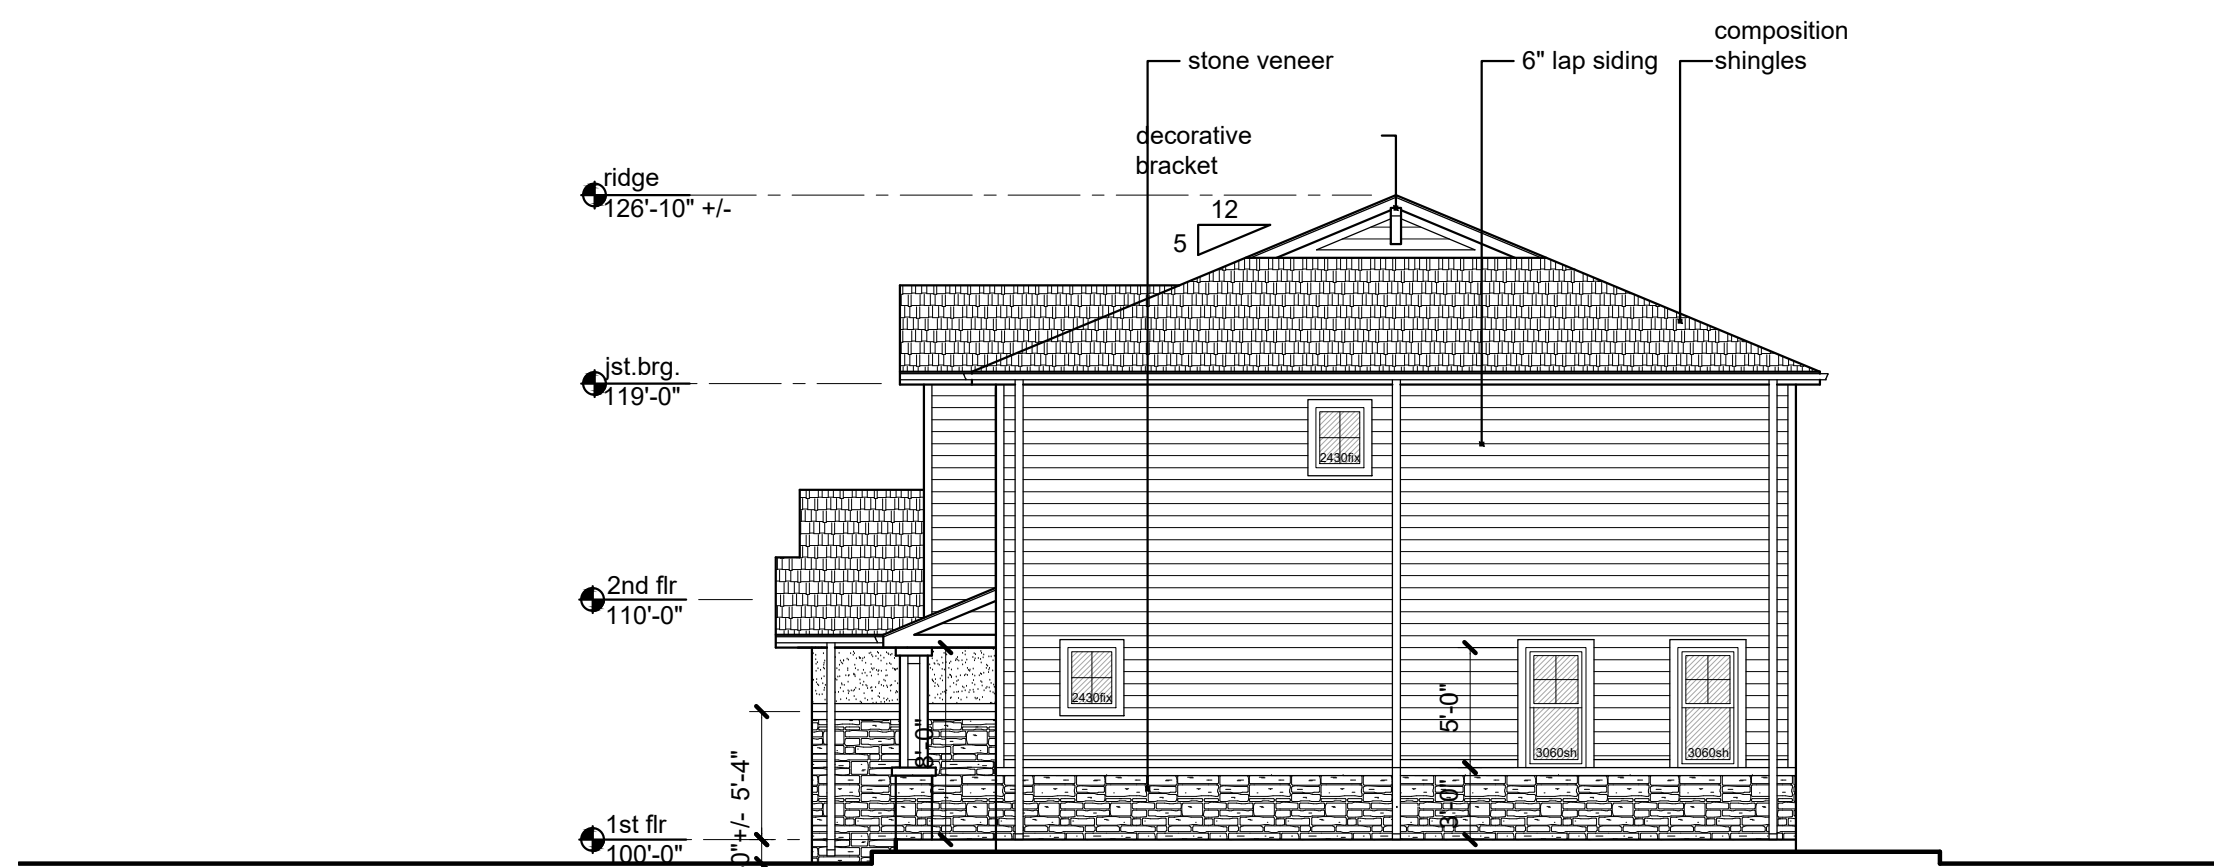 composition
shingles
stone veneer
6" lap siding
decorative
bracket
ridge
126'-10" +/-
12
5
jst.brg.
119'-0"
2430fix
2nd flr
110'-0"
2430fix
5'-0"
8'-0"
3060sh
3060sh
5'-4"
3'-0"
1st flr
100'-0"
0"+/-